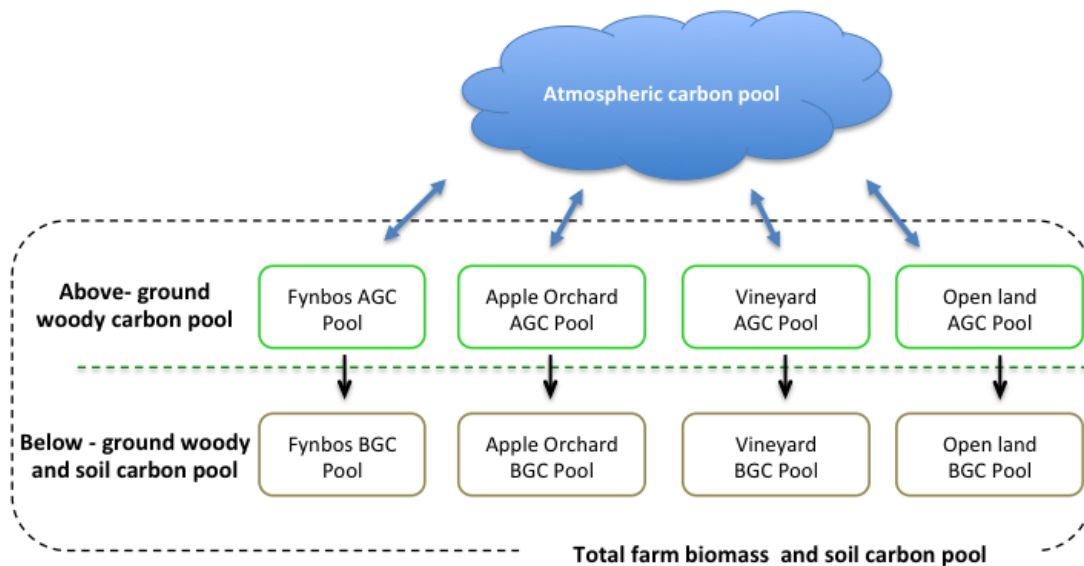 Atmospheric carbon pool
Above- ground
woody carbon pool
Fynbos AGC
Pool
Apple Orchard
AGC Pool
Vineyard
AGC Pool
Open land
AGC Pool
Below - ground woody
and soil carbon pool
Fynbos BGC
Pool
Apple Orchard
BGC Pool
Vineyard
BGC Pool
Open land
BGC Pool
Total farm biomass and soil carbon pool